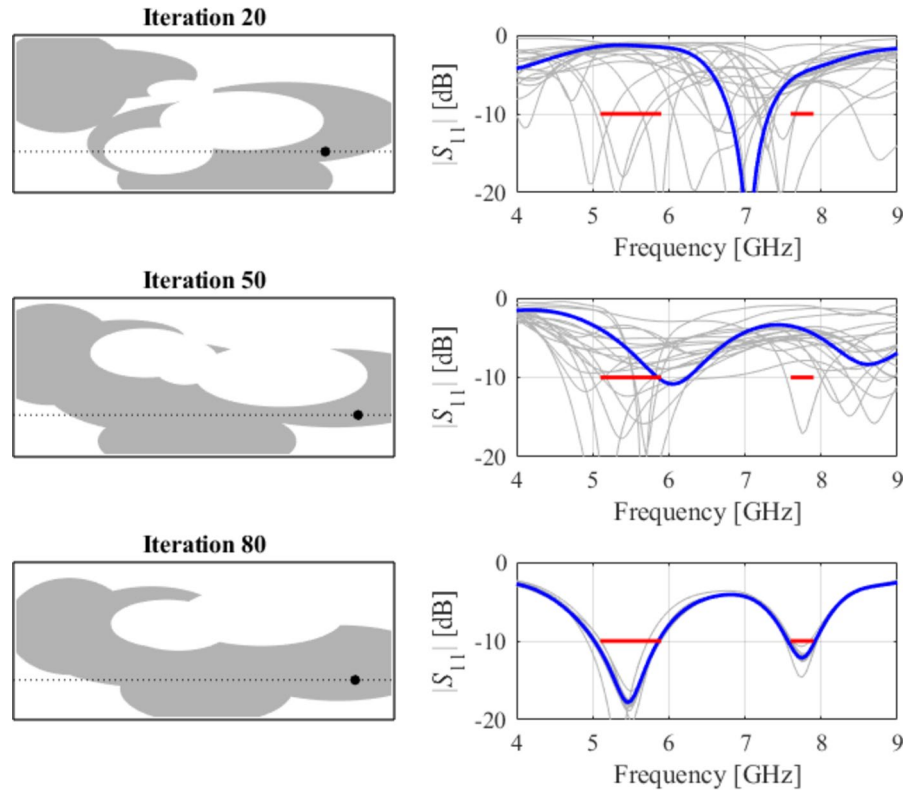 Iteration 20
0
-10
-20
|S11| [dB]
4 5 6 7 8 9
Frequency [GHz]
Iteration 50
0
-10
-20
|S11| [dB]
4 5 6 7 8 9
Frequency [GHz]
Iteration 80
0
-10
-20
|S11| [dB]
4 5 6 7 8 9
Frequency [GHz]